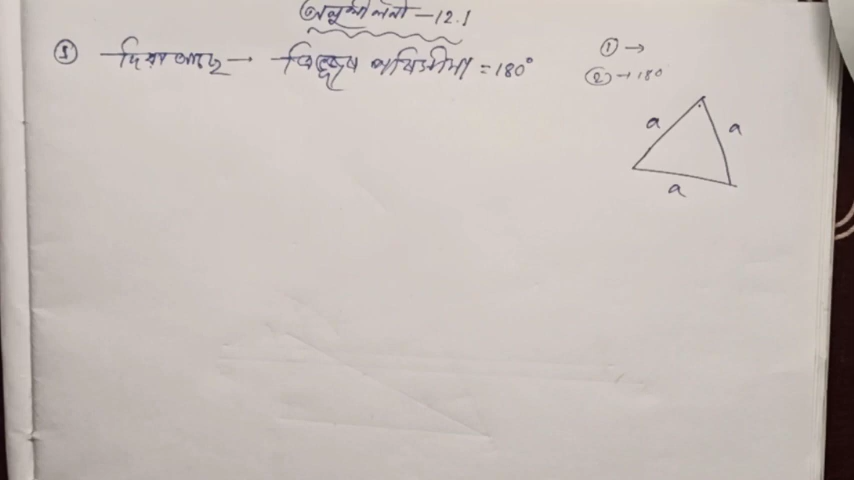 অনুশীলনী – 12.1
① দিয়া আছে → ত্ৰিভুজৰ পৰিসীমা = 180°
① →
② → 180
a
a
a